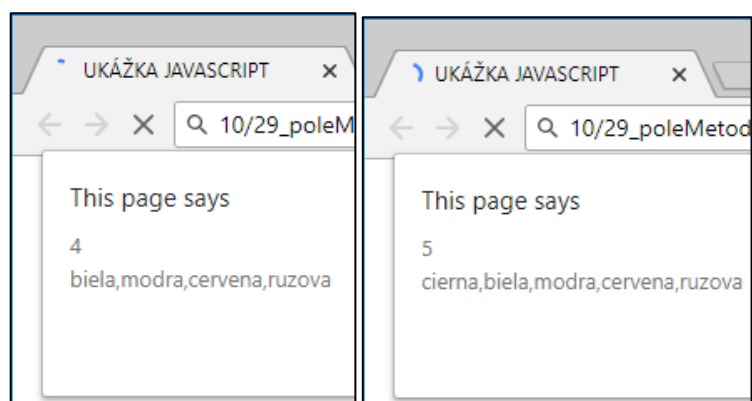 UKÁŽKA JAVASCRIPT
10/29_poleM
This page says
4
biela,modra,cervena,ruzova
UKÁŽKA JAVASCRIPT
10/29_poleMetod
This page says
5
cierna,biela,modra,cervena,ruzova